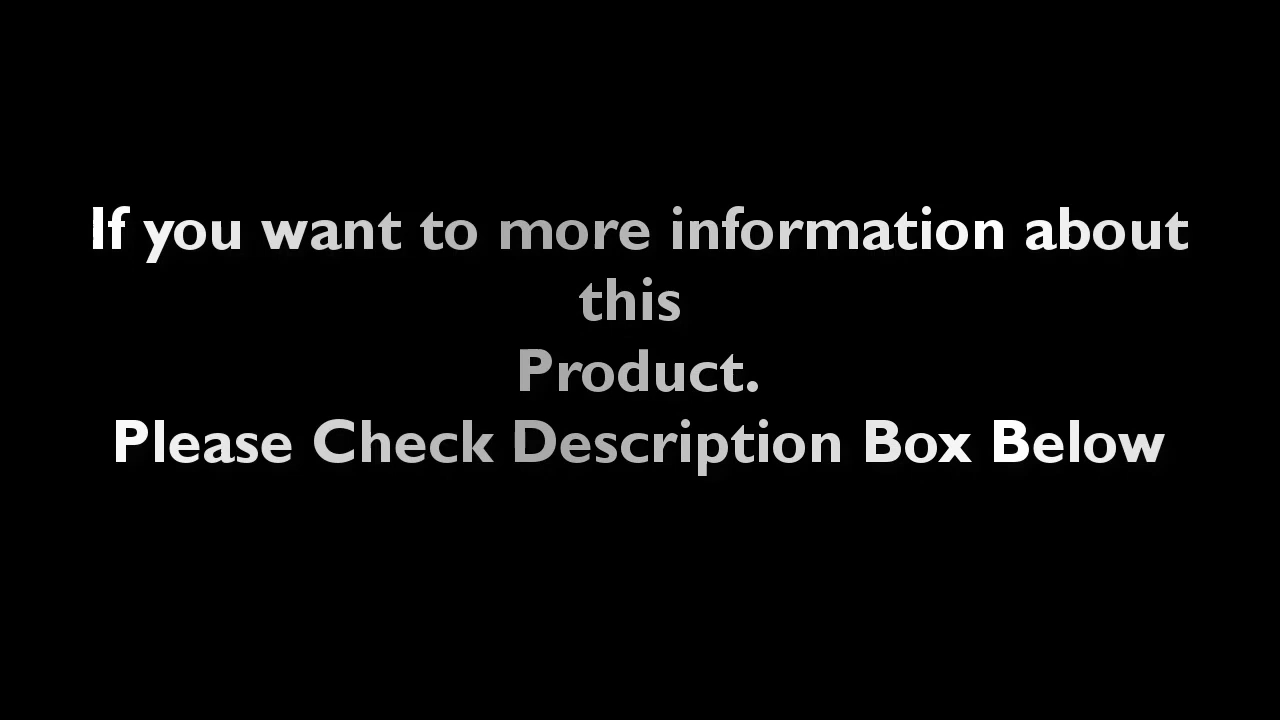 If you want to more information about
this
Product.
Please Check Description Box Below